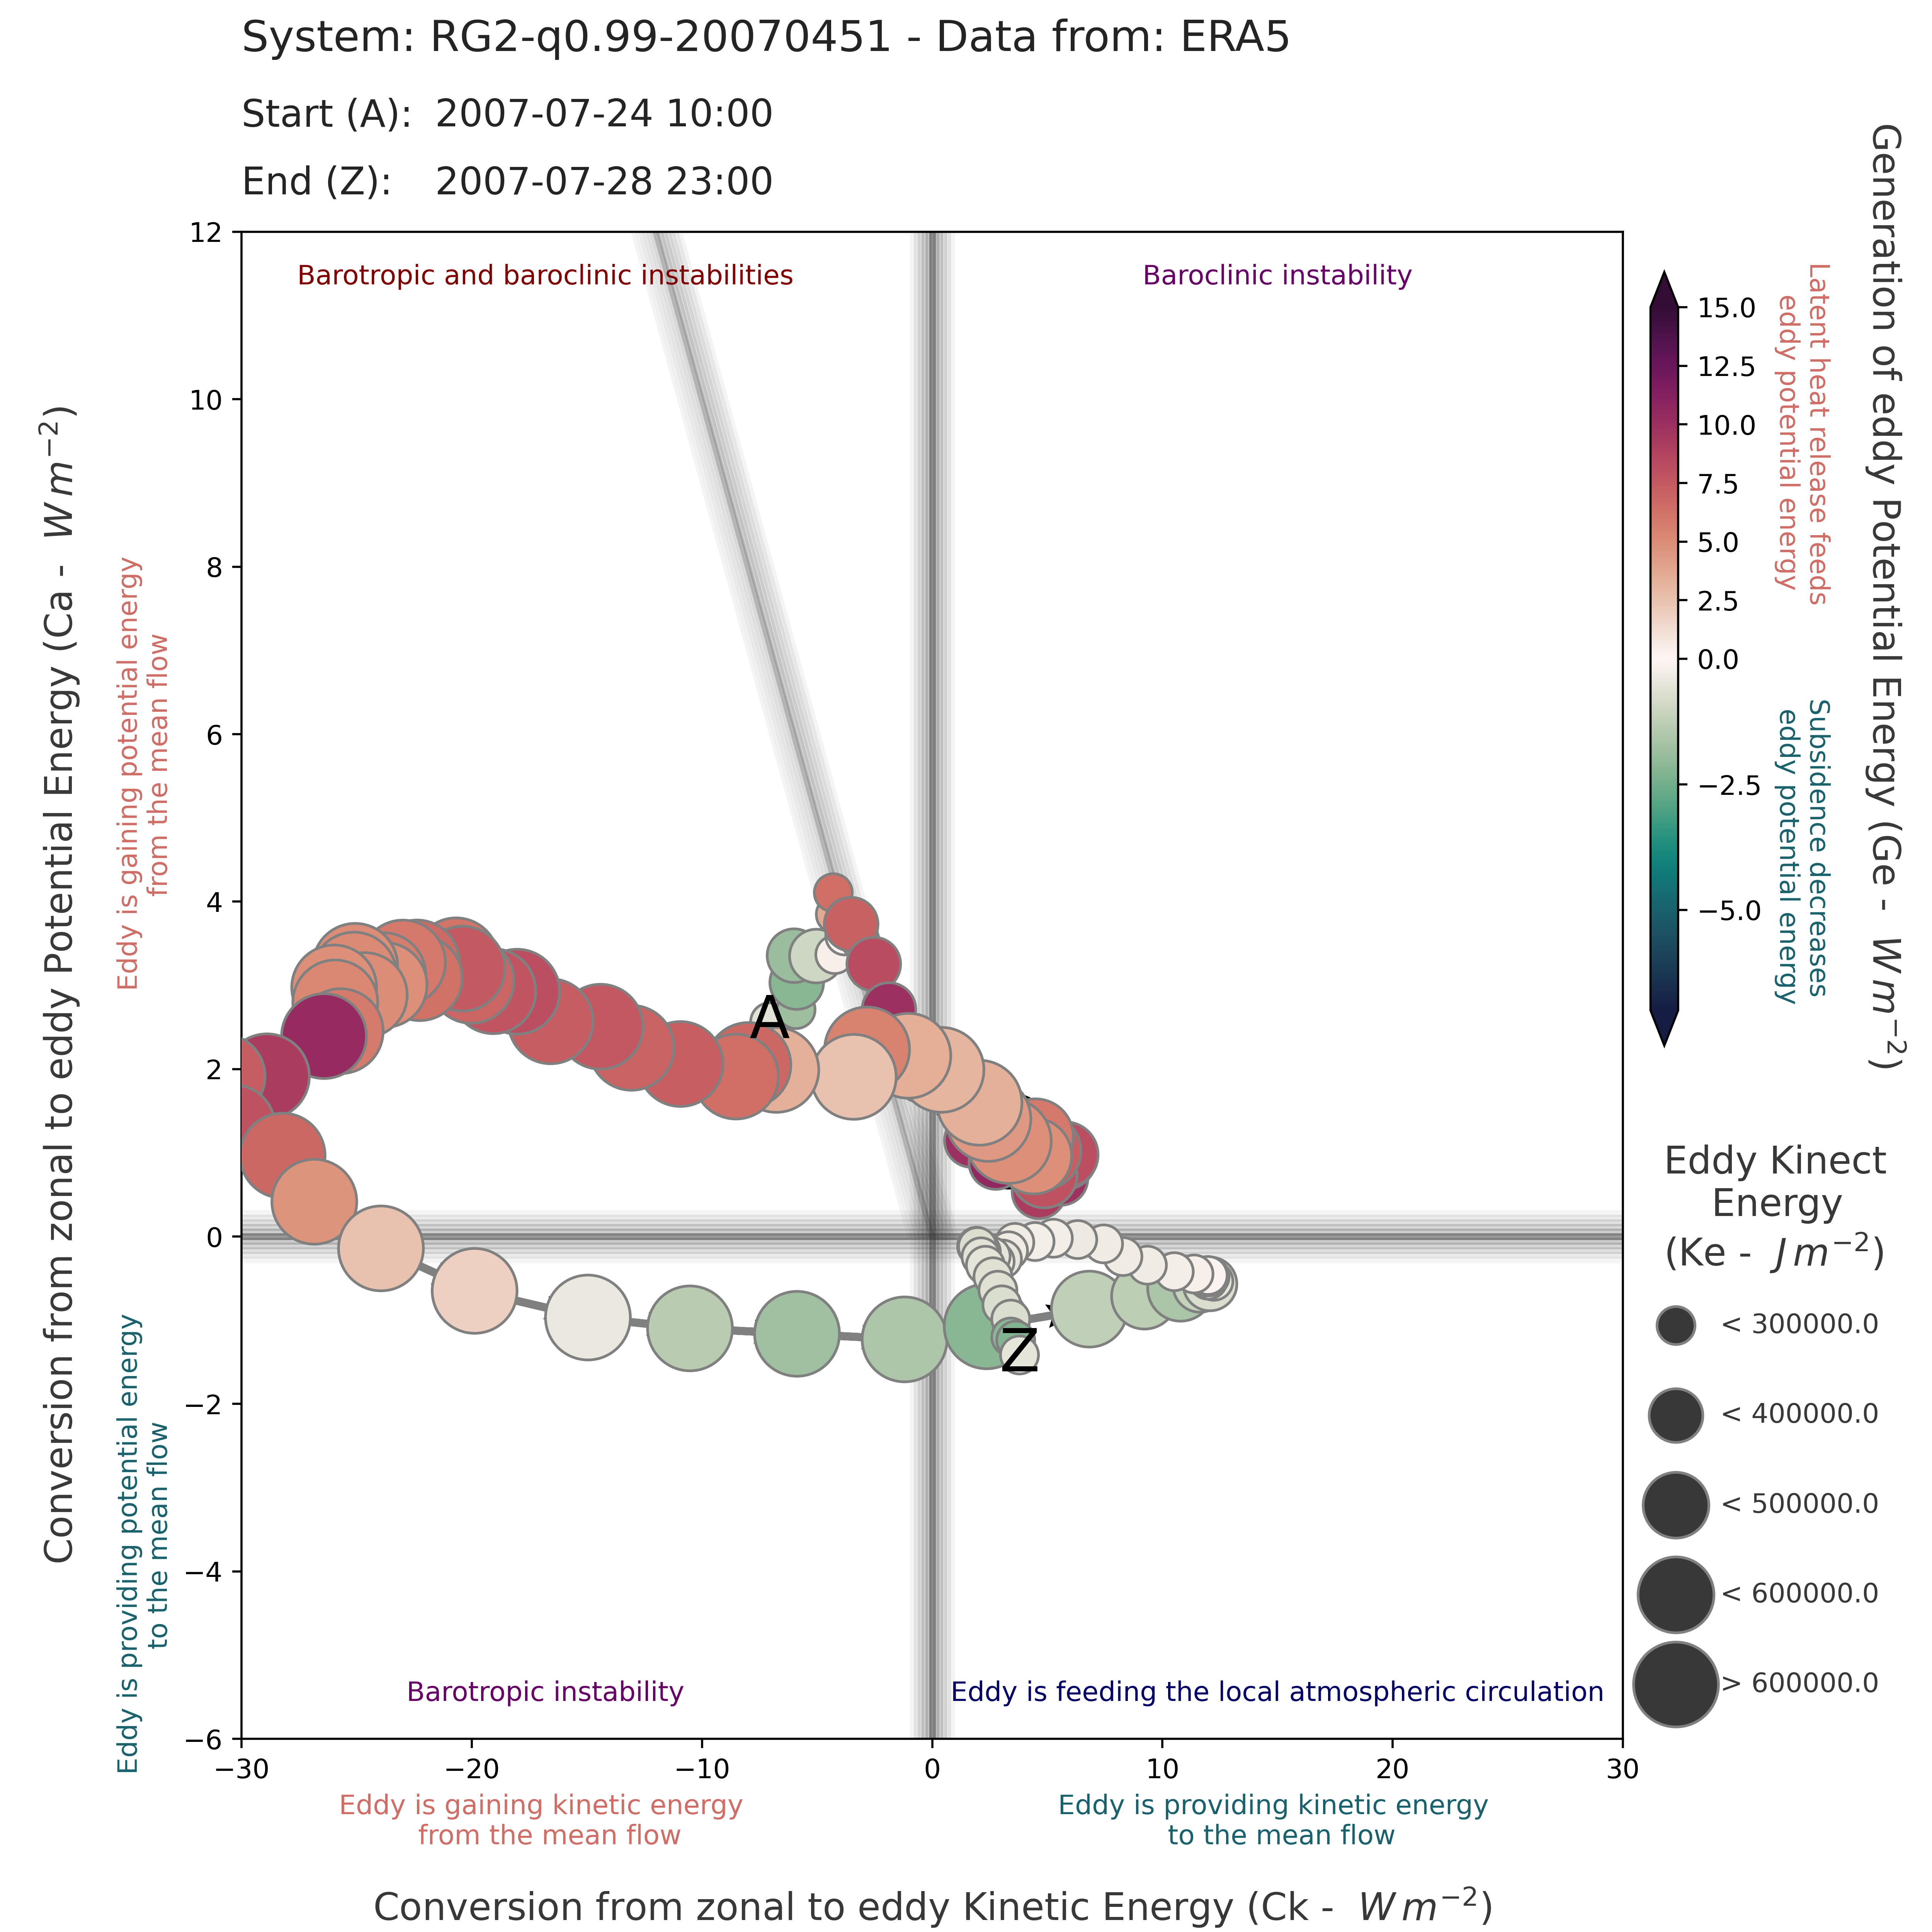 System: RG2-q0.99-20070451 - Data from: ERA5
Start (A): 2007-07-24 10:00
End (Z): 2007-07-28 23:00
Barotropic and baroclinic instabilities
Baroclinic instability
Barotropic instability
Eddy is feeding the local atmospheric circulation
A
Z
12
10
8
6
4
2
0
−2
−4
−6
−30
−20
−10
0
10
20
30
Conversion from zonal to eddy Potential Energy (Ca - W m⁻²)
Eddy is gaining potential energy
from the mean flow
Eddy is providing potential energy
to the mean flow
Eddy is gaining kinetic energy
from the mean flow
Eddy is providing kinetic energy
to the mean flow
Conversion from zonal to eddy Kinetic Energy (Ck - W m⁻²)
15.0
12.5
10.0
7.5
5.0
2.5
0.0
−2.5
−5.0
Latent heat release feeds
eddy potential energy
Subsidence decreases
eddy potential energy
Generation of eddy Potential Energy (Ge - W m⁻²)
Eddy Kinect
Energy
(Ke - J m⁻²)
< 300000.0
< 400000.0
< 500000.0
< 600000.0
> 600000.0